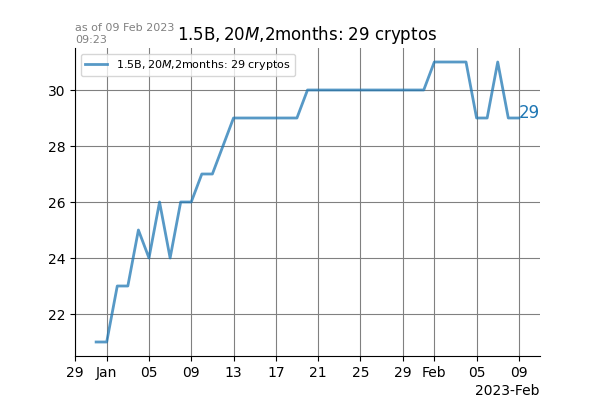 as of 09 Feb 2023
09:23
1.5B, 20M,2months: 29 cryptos
1.5B, 20M,2months: 29 cryptos
30
28
26
24
22
29
29 Jan 05 09 13 17 21 25 29 Feb 05 09
2023-Feb